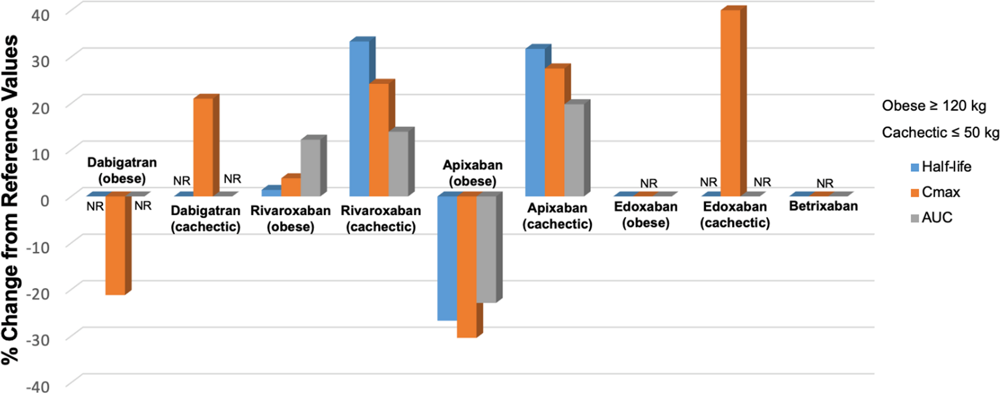 % Change from Reference Values
40
30
20
10
0
-10
-20
-30
-40
Dabigatran
(obese)
NR
NR
NR
NR
Dabigatran
(cachectic)
Rivaroxaban
(obese)
Rivaroxaban
(cachectic)
Apixaban
(obese)
Apixaban
(cachectic)
NR
Edoxaban
(obese)
NR
NR
Edoxaban
(cachectic)
NR
Betrixaban
Obese ≥ 120 kg
Cachectic ≤ 50 kg
Half-life
Cmax
AUC